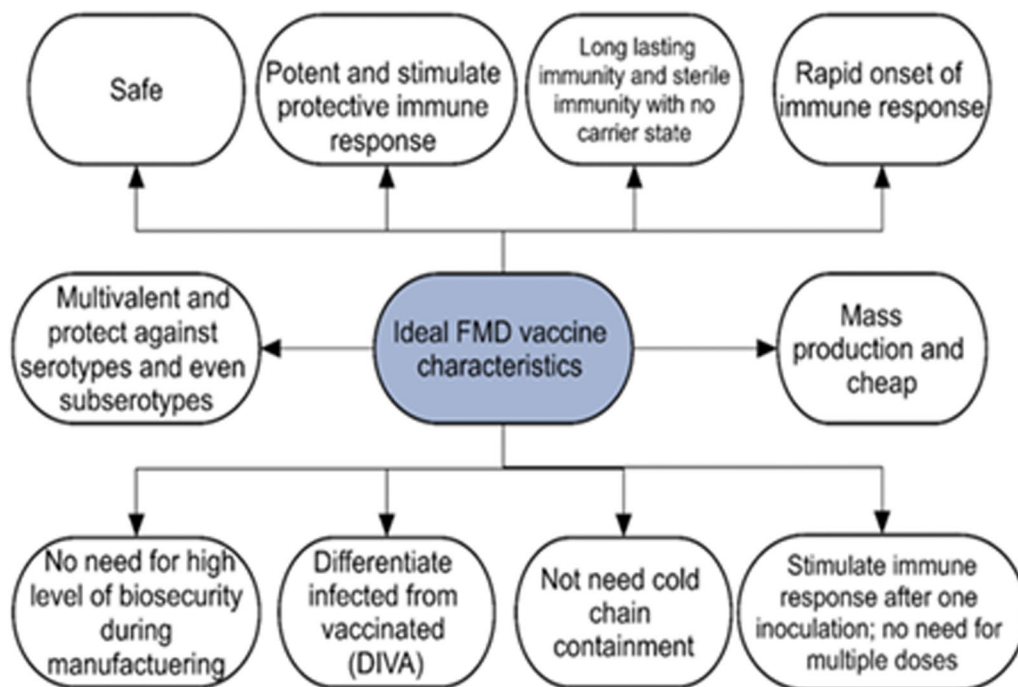 Safe
Potent and stimulate
protective immune
response
Long lasting
immunity and sterile
immunity with no
carrier state
Rapid onset of
immune response
Multivalent and
protect against
serotypes and even
subserotypes
Ideal FMD vaccine
characteristics
Mass
production and
cheap
No need for high
level of biosecurity
during
manufactuering
Differentiate
infected from
vaccinated
(DIVA)
Not need cold
chain
containment
Stimulate immune
response after one
inoculation; no need for
multiple doses